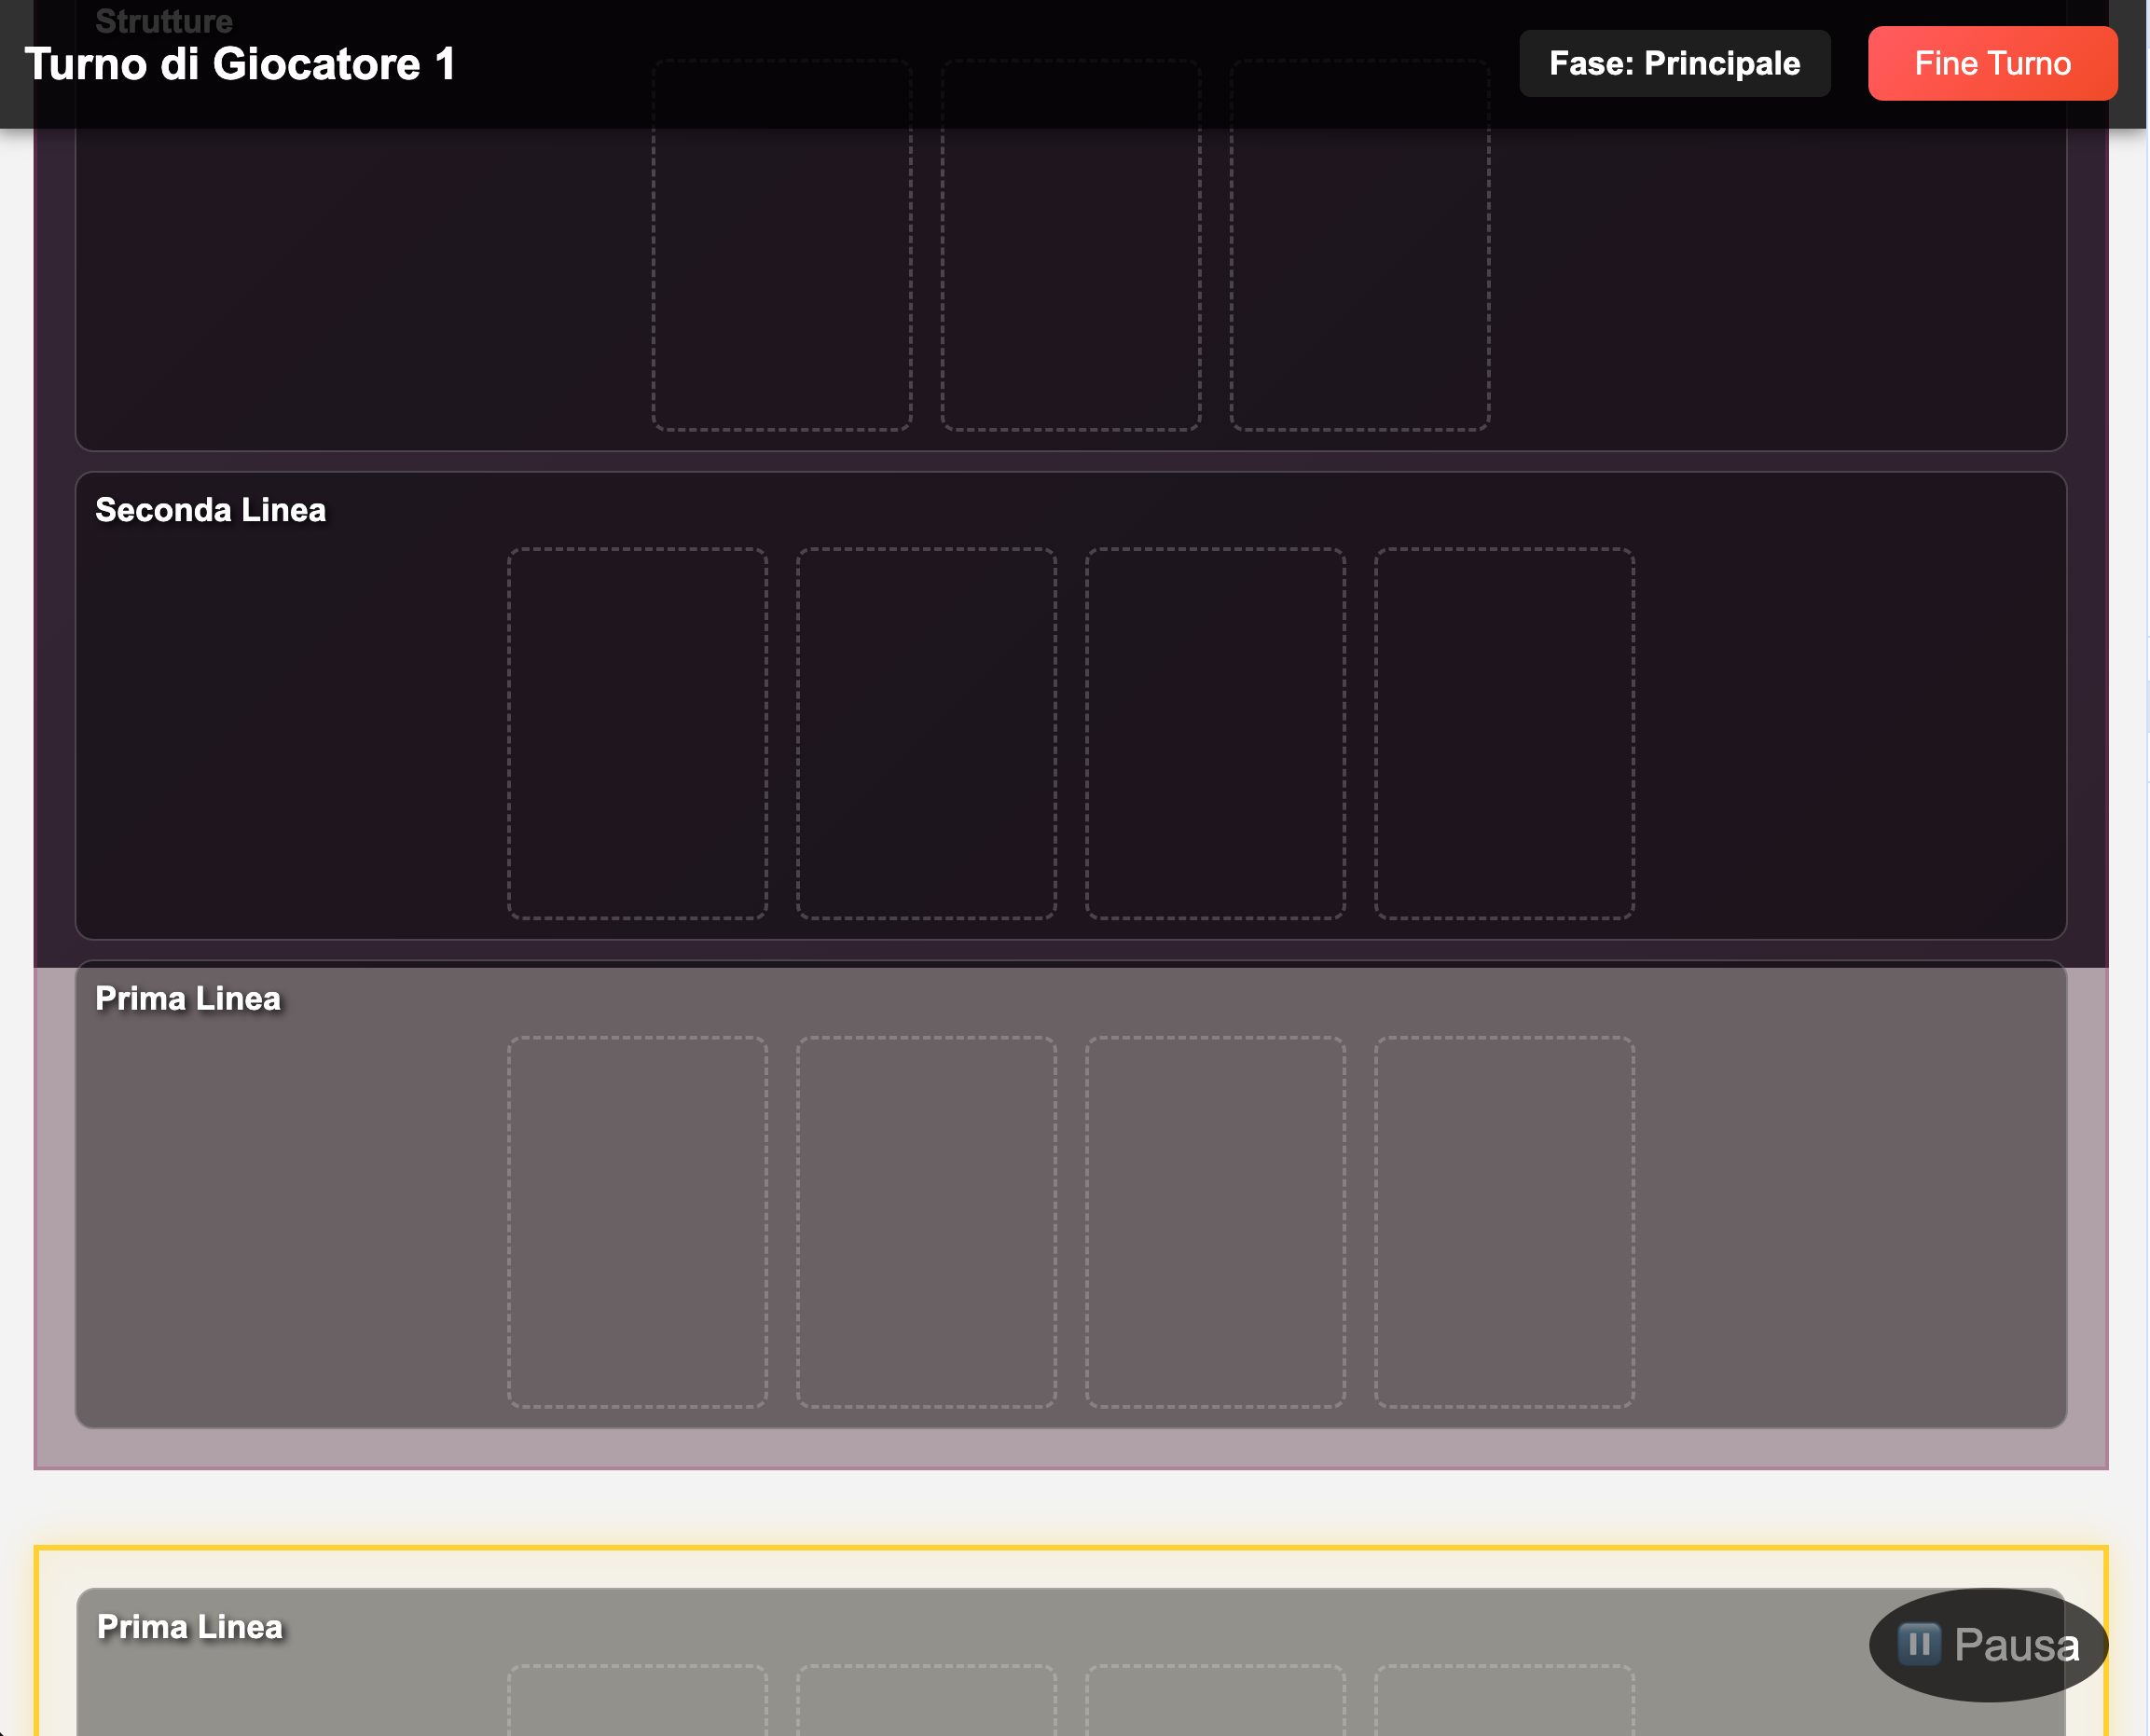 Strutture
Turno di Giocatore 1
Fase: Principale
Fine Turno
Seconda Linea
Prima Linea
Prima Linea
Pausa